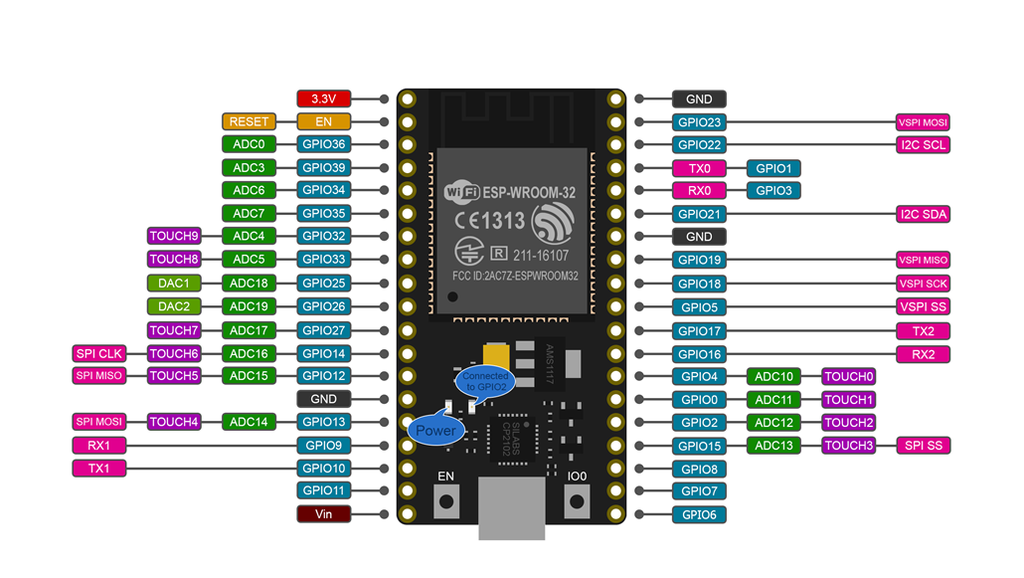 3.3V GND
RESET EN GPIO23 VSPI MOSI
ADC0 GPIO36 GPIO22 I2C SCL
ADC3 GPIO39 TX0 GPIO1
ADC6 GPIO34 RX0 GPIO3
ADC7 GPIO35 GPIO21 I2C SDA
TOUCH9 ADC4 GPIO32 GND
TOUCH8 ADC5 GPIO33 GPIO19 VSPI MISO
DAC1 ADC18 GPIO25 GPIO18 VSPI SCK
DAC2 ADC19 GPIO26 GPIO5 VSPI SS
TOUCH7 ADC17 GPIO27 GPIO17 TX2
SPI CLK TOUCH6 ADC16 GPIO14 GPIO16 RX2
SPI MISO TOUCH5 ADC15 GPIO12 GPIO4 ADC10 TOUCH0
GND GPIO0 ADC11 TOUCH1
SPI MOSI TOUCH4 ADC14 GPIO13 GPIO2 ADC12 TOUCH2
RX1 GPIO9 GPIO15 ADC13 TOUCH3 SPI SS
TX1 GPIO10 GPIO8
GPIO11 GPIO7
Vin GPIO6
WiFi ESP-WROOM-32
CE1313
R 211-16107
FCC ID:2AC7Z-ESPWROOM32
AMS1117
Connected
to GPIO2
Power
SILABS
CP2102
EN IO0